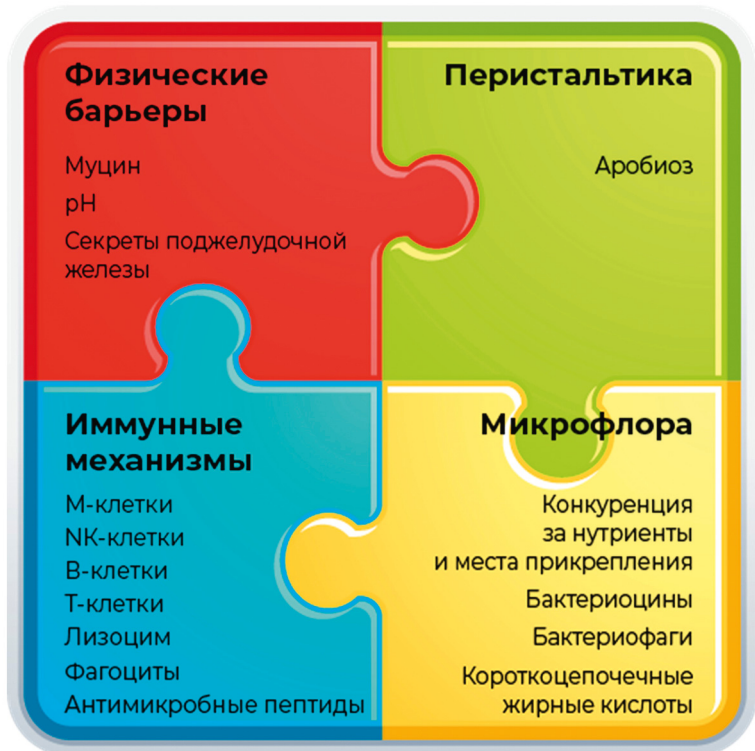 Физические
барьеры
Муцин
pH
Секреты поджелудочной
железы
Перистальтика
Аробиоз
Иммунные
механизмы
М-клетки
NK-клетки
В-клетки
Т-клетки
Лизоцим
Фагоциты
Антимикробные пептиды
Микрофлора
Конкуренция
за нутриенты
и места прикрепления
Бактериоцины
Бактериофаги
Короткоцепочечные
жирные кислоты